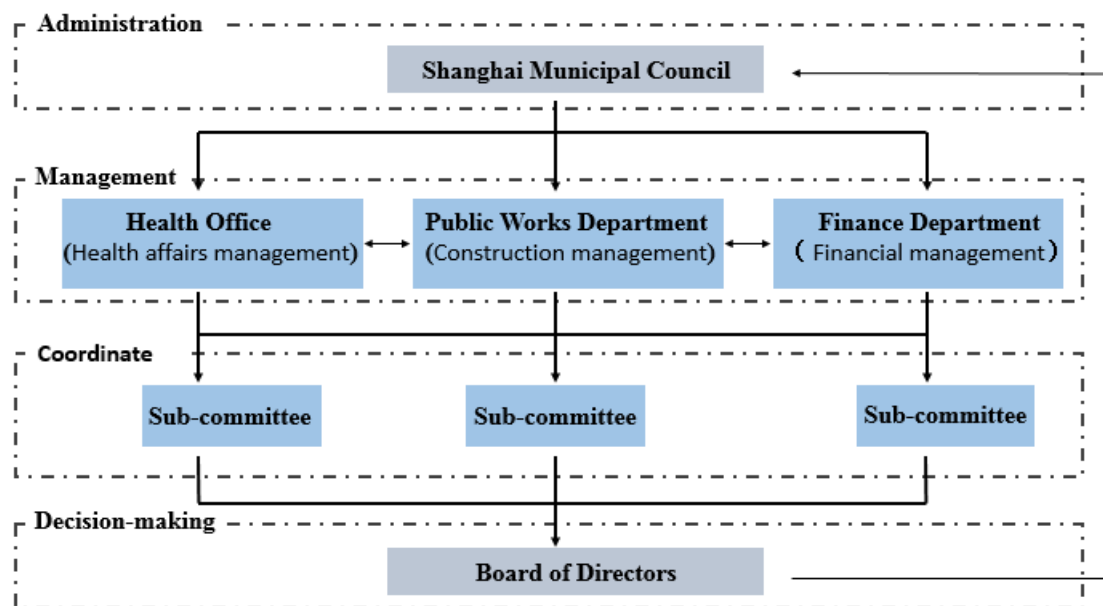 Administration
Shanghai Municipal Council
Management
Health Office
(Health affairs management)
Public Works Department
(Construction management)
Finance Department
( Financial management )
Coordinate
Sub-committee
Sub-committee
Sub-committee
Decision-making
Board of Directors